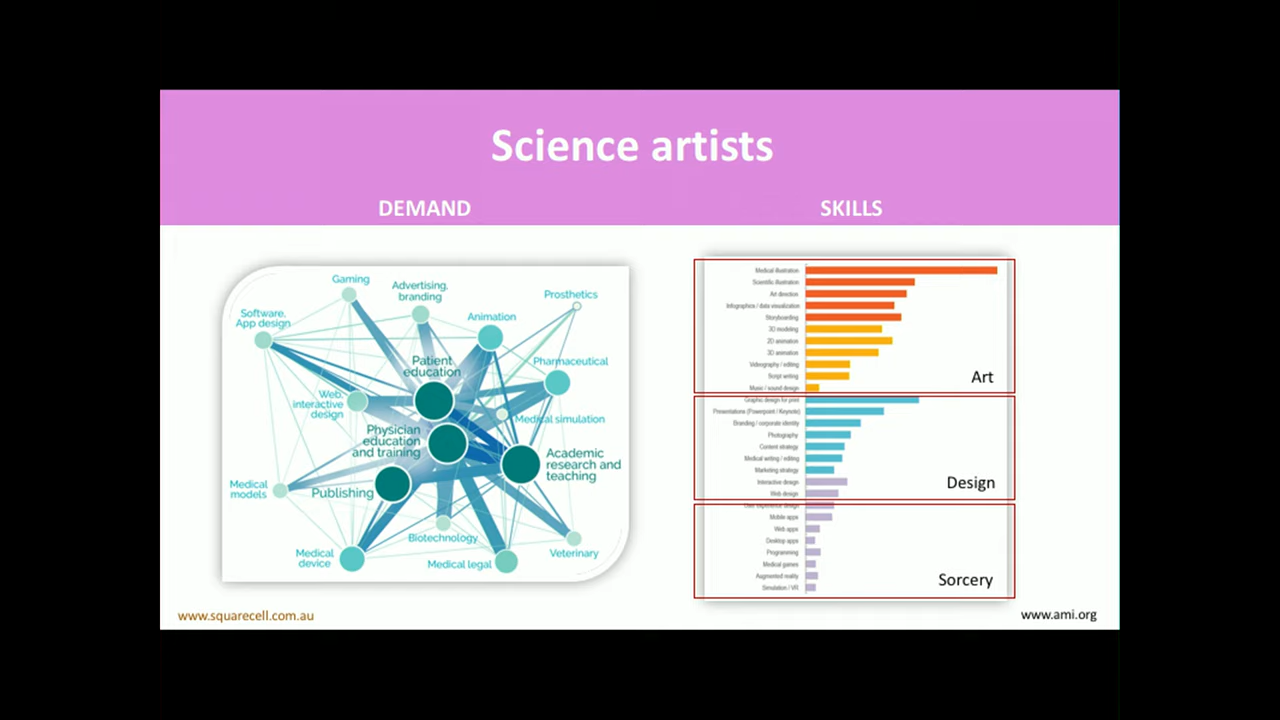 Science artists
DEMAND
SKILLS
Gaming
Advertising,
branding
Prosthetics
Software,
App design
Animation
Patient
education
Pharmaceutical
Web,
interactive
design
Medical simulation
Physician
education
and training
Academic
research and
teaching
Medical
models
Publishing
Biotechnology
Medical
device
Medical legal
Veterinary
Medical illustration
Scientific illustration
Art direction
Infographics / data visualization
Storyboarding
3D modeling
2D animation
3D animation
Videography / editing
Script writing
Music / sound design
Art
Graphic design for print
Presentations (Powerpoint / Keynote)
Branding / corporate identity
Photography
Content strategy
Medical writing / editing
Marketing strategy
Interactive design
Web design
Design
User experience design
Mobile apps
Web apps
Desktop apps
Programming
Medical games
Augmented reality
Simulation / VR
Sorcery
www.squarecell.com.au
www.ami.org